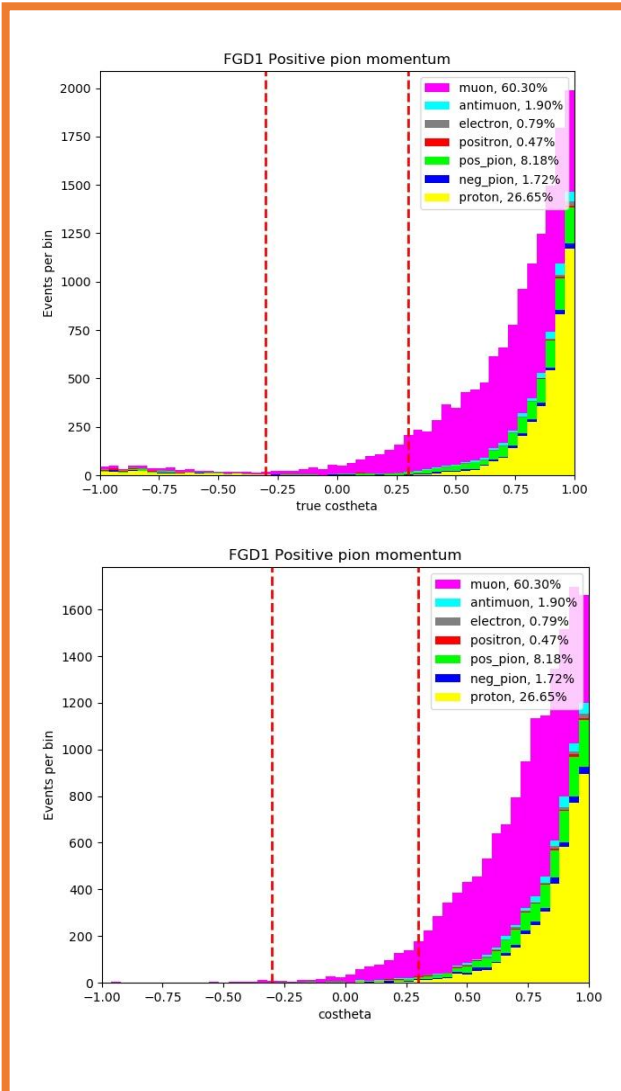 FGD1 Positive pion momentum
2000
1750
1500
1250
1000
750
500
250
0
Events per bin
muon, 60.30%
antimuon, 1.90%
electron, 0.79%
positron, 0.47%
pos_pion, 8.18%
neg_pion, 1.72%
proton, 26.65%
−1.00 −0.75 −0.50 −0.25 0.00 0.25 0.50 0.75 1.00
true costheta
FGD1 Positive pion momentum
1600
1400
1200
1000
800
600
400
200
0
Events per bin
muon, 60.30%
antimuon, 1.90%
electron, 0.79%
positron, 0.47%
pos_pion, 8.18%
neg_pion, 1.72%
proton, 26.65%
−1.00 −0.75 −0.50 −0.25 0.00 0.25 0.50 0.75 1.00
costheta